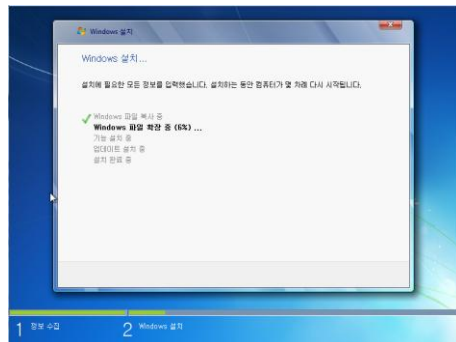 Windows 설치
Windows 설치...
설치에 필요한 모든 정보를 입력했습니다. 설치하는 동안 컴퓨터가 몇 차례 다시 시작됩니다.
Windows 파일 복사 중
Windows 파일 확장 중 (6%) ...
기능 설치 중
업데이트 설치 중
설치 완료 중
1 정보 수집
2 Windows 설치